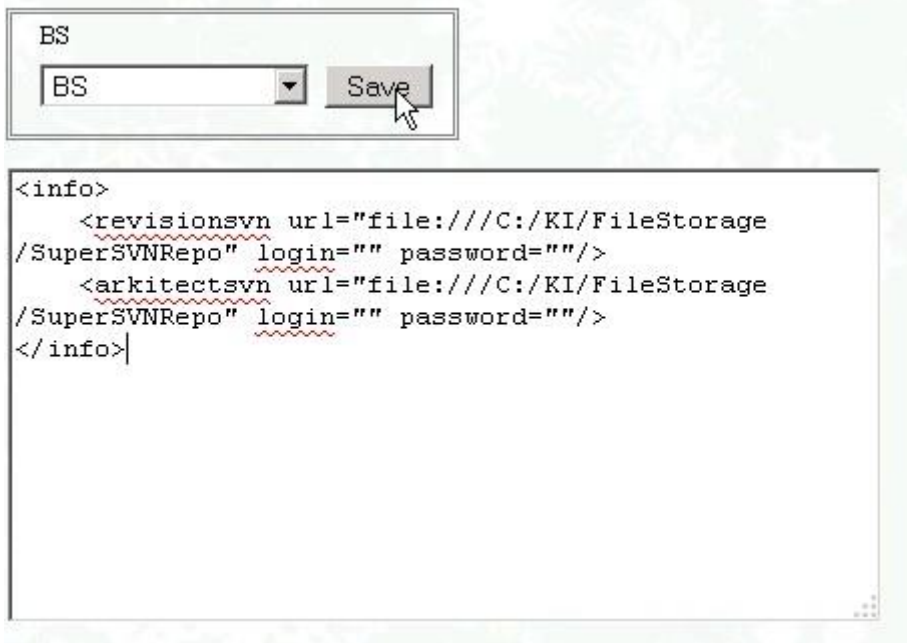 BS
BS Save
<info>
    <revisionsvn url="file:///C:/KI/FileStorage
/SuperSVNRepo" login="" password=""/>
    <arkitectsvn url="file:///C:/KI/FileStorage
/SuperSVNRepo" login="" password=""/>
</info>